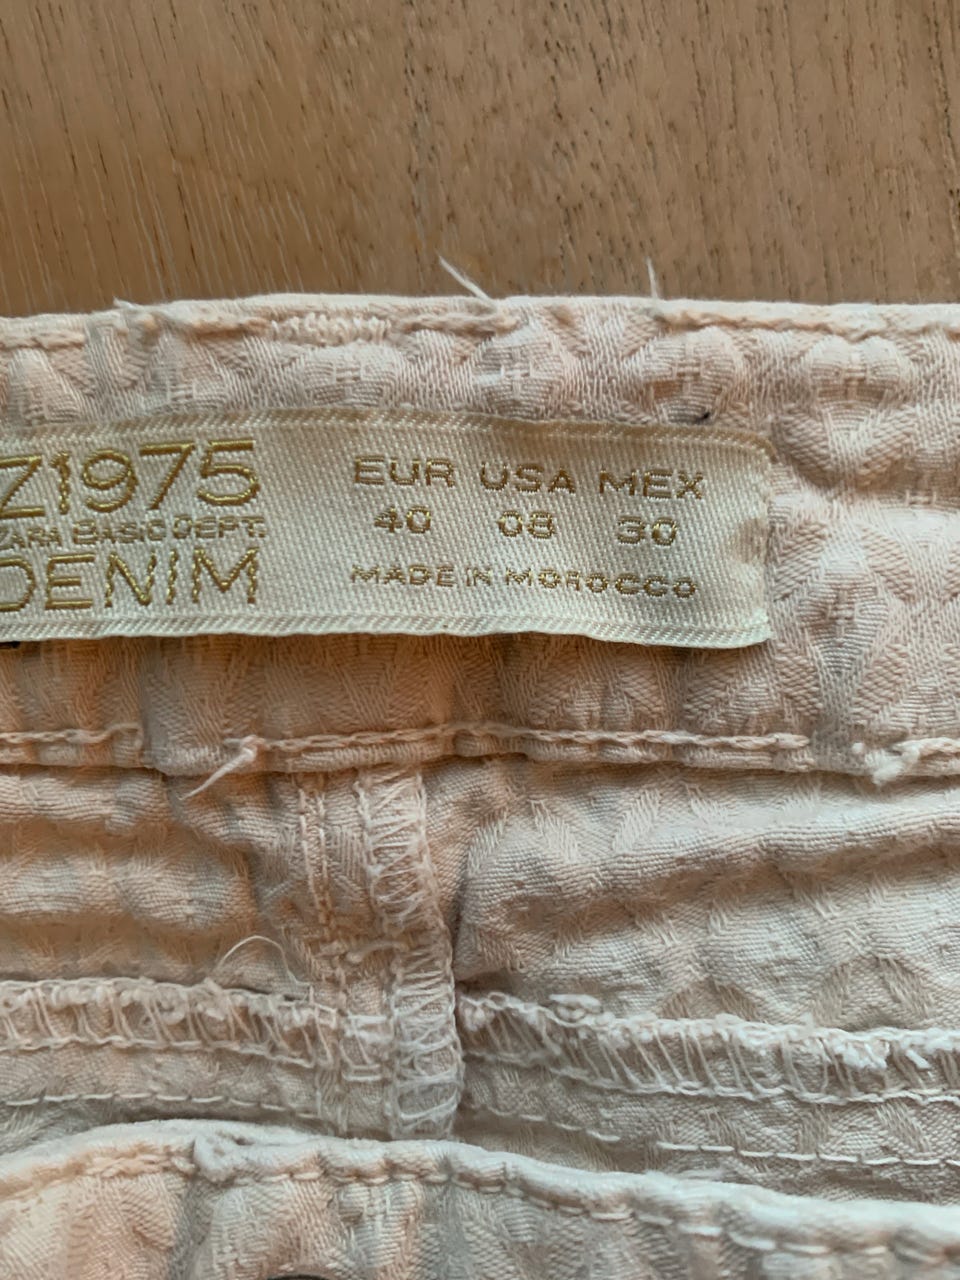 Z1975
ZARA BASIC DEPT.
DENIM
EUR USA MEX
40 08 30
MADE IN MOROCCO